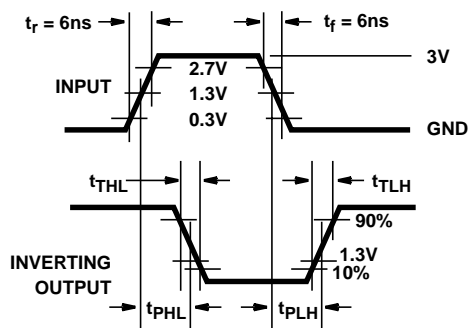 tr = 6ns
tf = 6ns
3V
2.7V
INPUT
1.3V
0.3V
GND
tTHL
tTLH
90%
INVERTING
OUTPUT
1.3V
10%
tPHL
tPLH